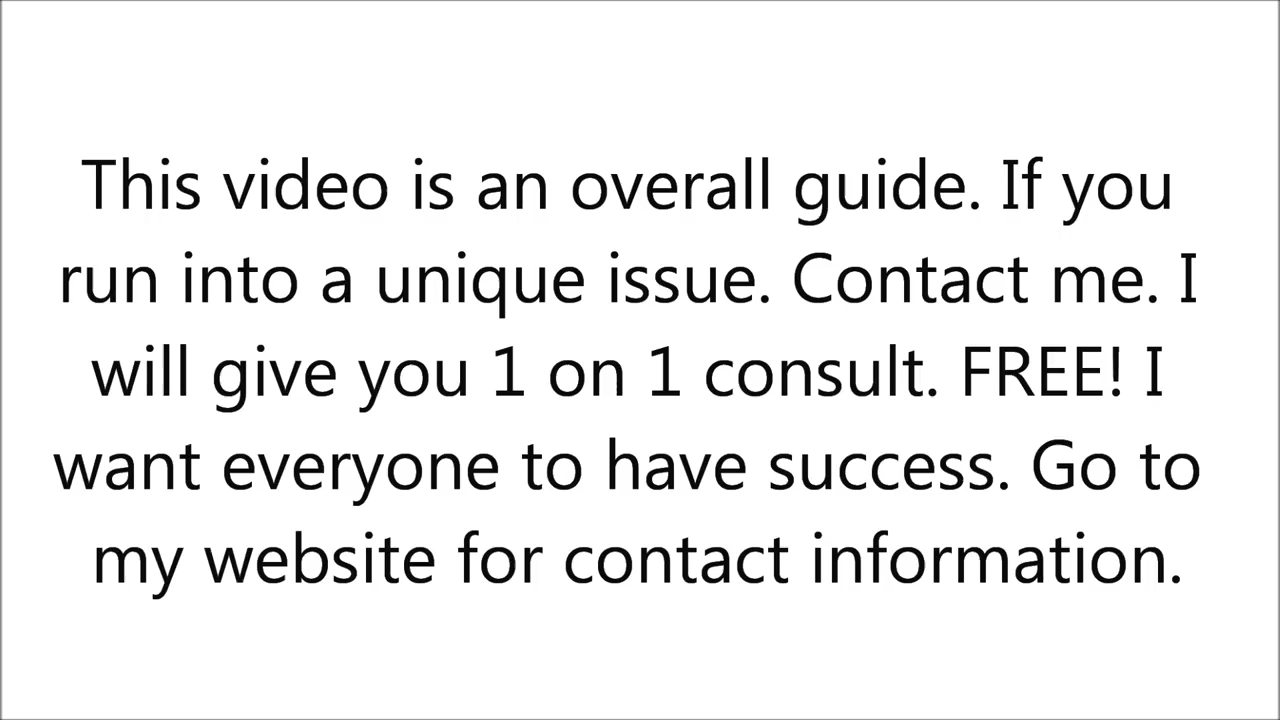 This video is an overall guide. If you
run into a unique issue. Contact me. I
will give you 1 on 1 consult. FREE! I
want everyone to have success. Go to
my website for contact information.